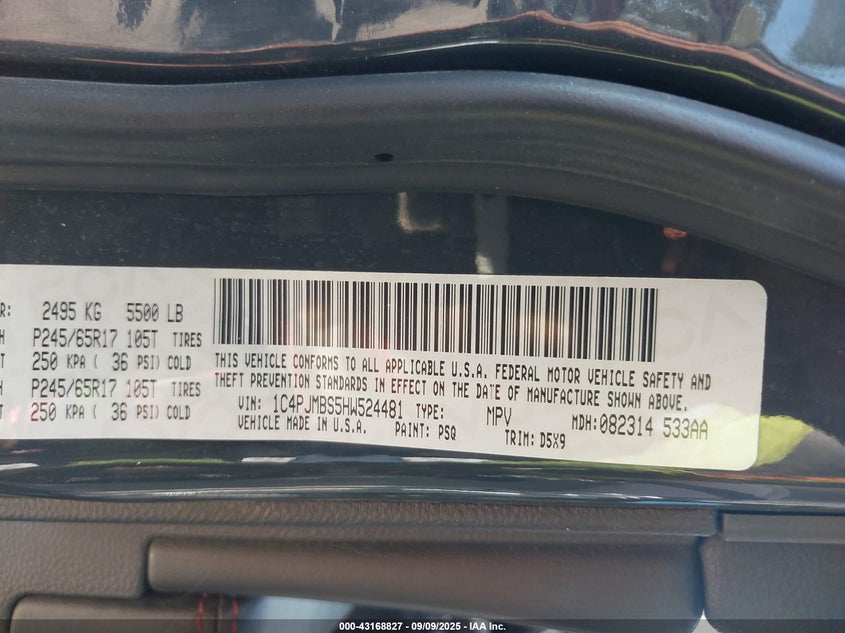 R: 2495 KG 5500 LB
H P245/65R17 105T TIRES
T 250 KPA ( 36 PSI) COLD
H P245/65R17 105T TIRES
T 250 KPA ( 36 PSI) COLD
THIS VEHICLE CONFORMS TO ALL APPLICABLE U.S.A. FEDERAL MOTOR VEHICLE SAFETY AND
THEFT PREVENTION STANDARDS IN EFFECT ON THE DATE OF MANUFACTURE SHOWN ABOVE.
VIN: 1C4PJMBS5HW524481 TYPE: MPV MDH:082314 533AA
VEHICLE MADE IN U.S.A. PAINT: PSQ TRIM: D5X9
000-43168827 - 09/09/2025 - IAA Inc.